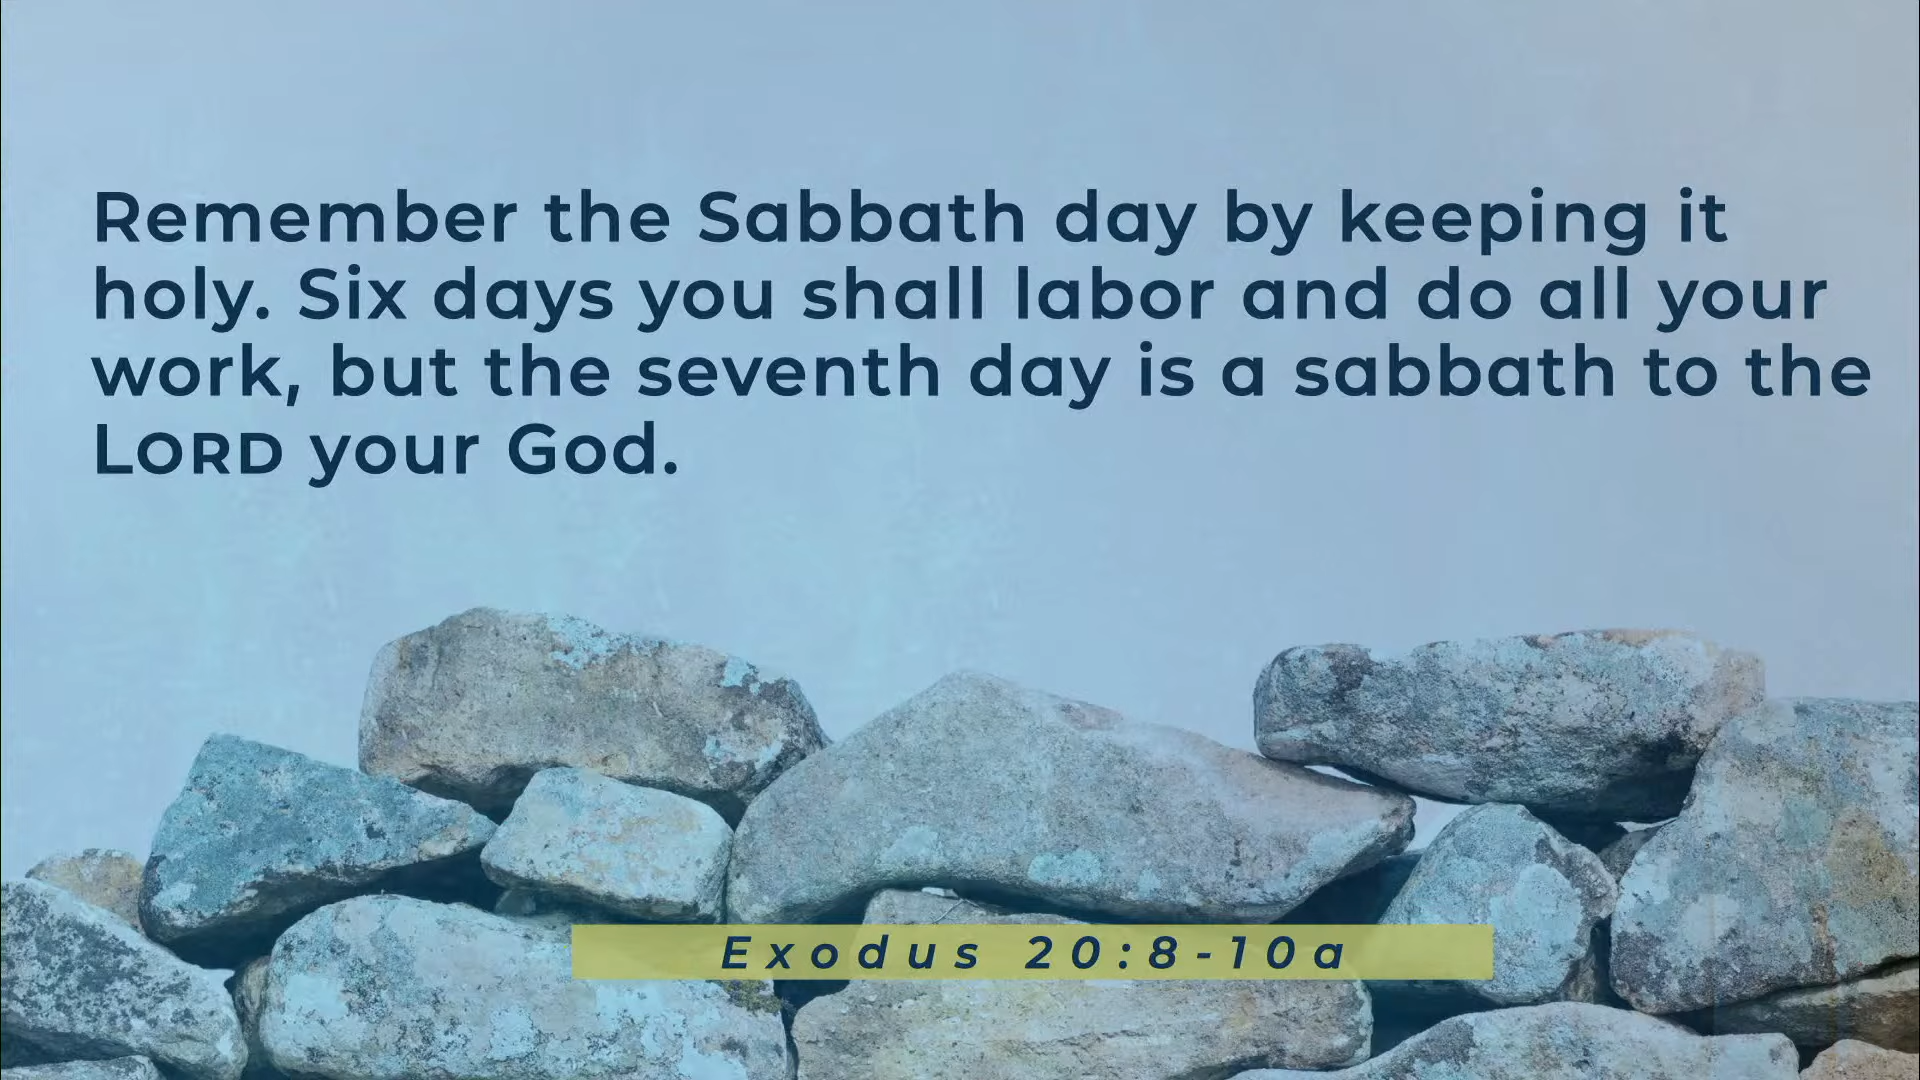 Remember the Sabbath day by keeping it
holy. Six days you shall labor and do all your
work, but the seventh day is a sabbath to the
LORD your God.
Exodus 20:8-10a